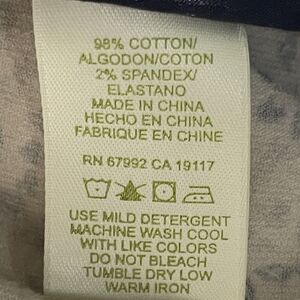 98% COTTON/
ALGODON/COTON
2% SPANDEX/
ELASTANO
MADE IN CHINA
HECHO EN CHINA
FABRIQUE EN CHINE
RN 67992 CA 19117
USE MILD DETERGENT
MACHINE WASH COOL
WITH LIKE COLORS
DO NOT BLEACH
TUMBLE DRY LOW
WARM IRON